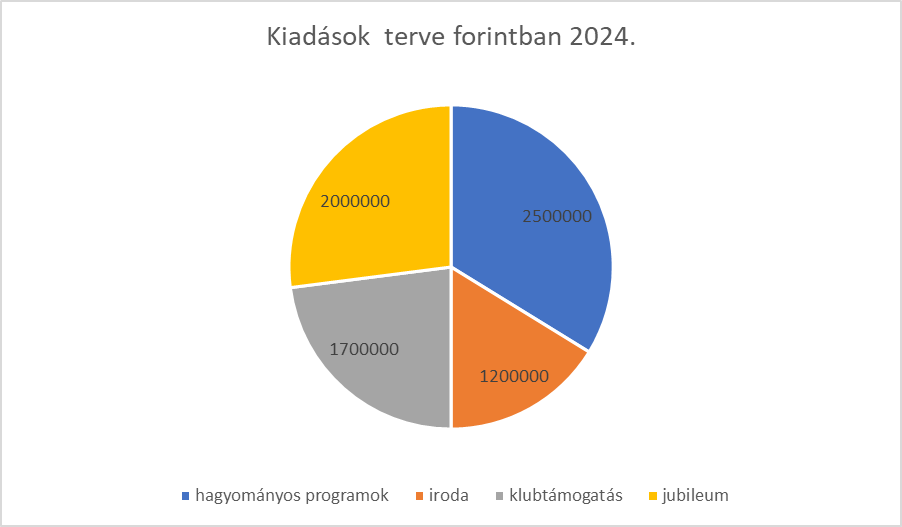 Kiadások  terve forintban 2024.
2000000
2500000
1700000
1200000
hagyományos programok iroda klubtámogatás jubileum